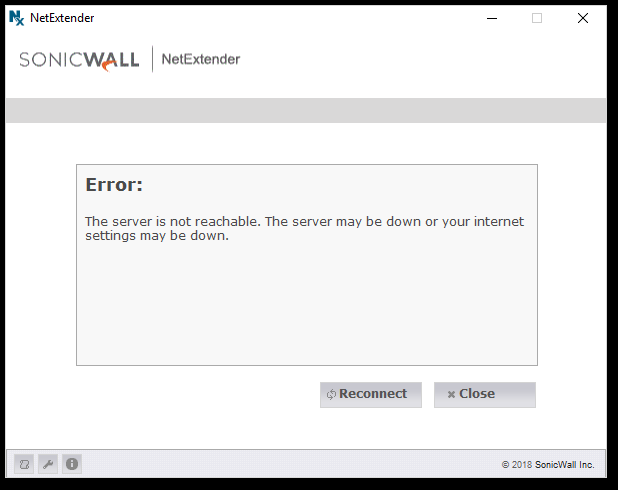 NetExtender
SONICWALL NetExtender
Error:
The server is not reachable. The server may be down or your internet
settings may be down.
Reconnect Close
© 2018 SonicWall Inc.